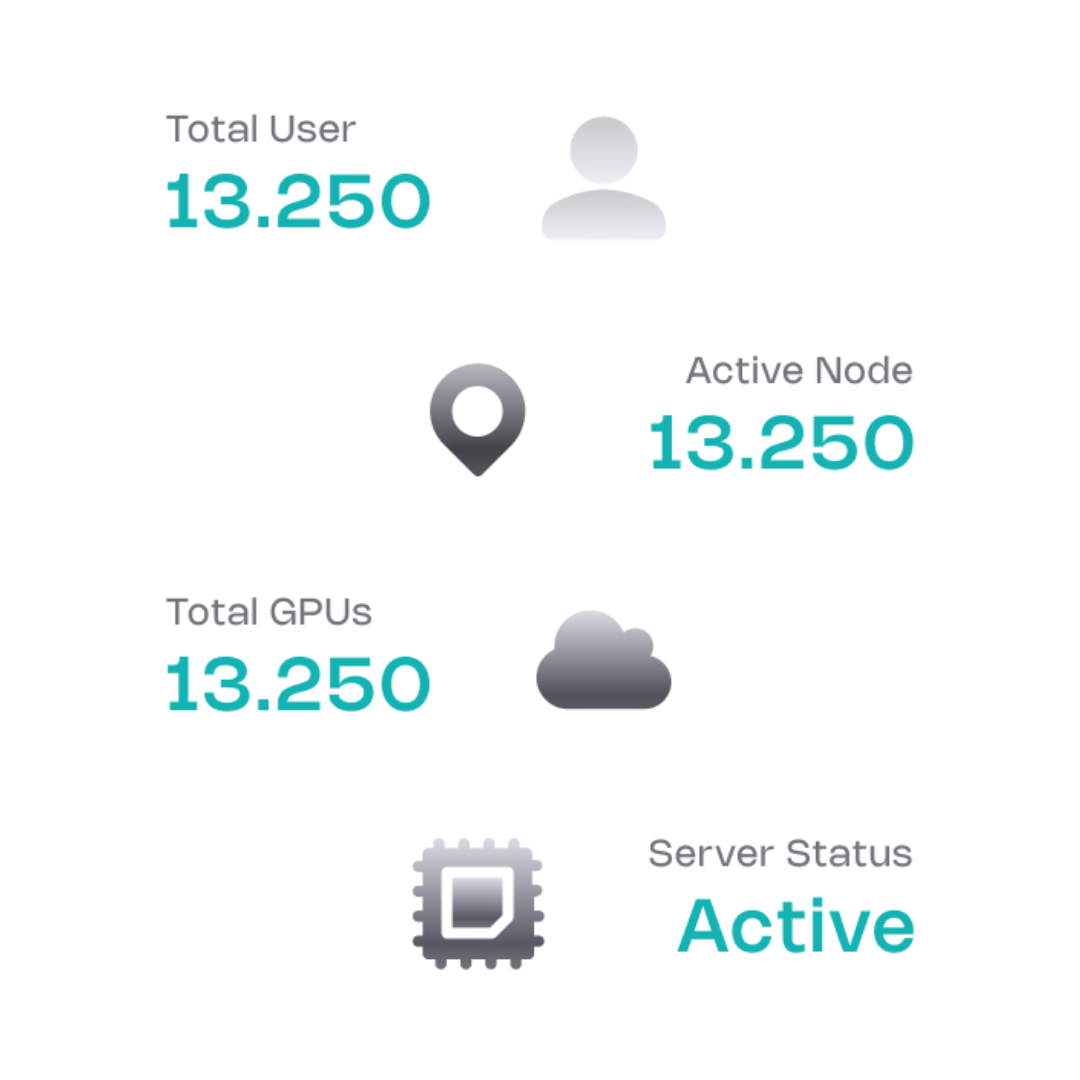 Total User
13.250
Active Node
13.250
Total GPUs
13.250
Server Status
Active